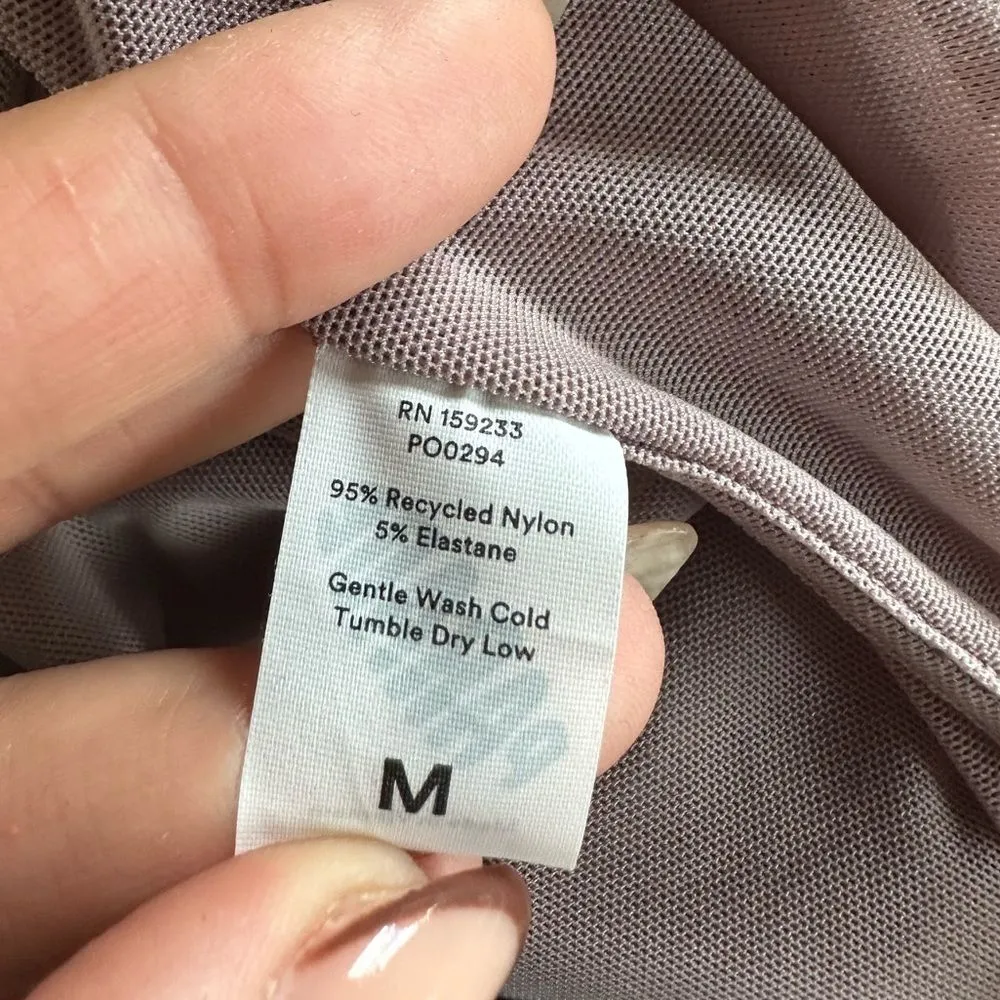 RN 159233
PO0294
95% Recycled Nylon
5% Elastane
Gentle Wash Cold
Tumble Dry Low
M